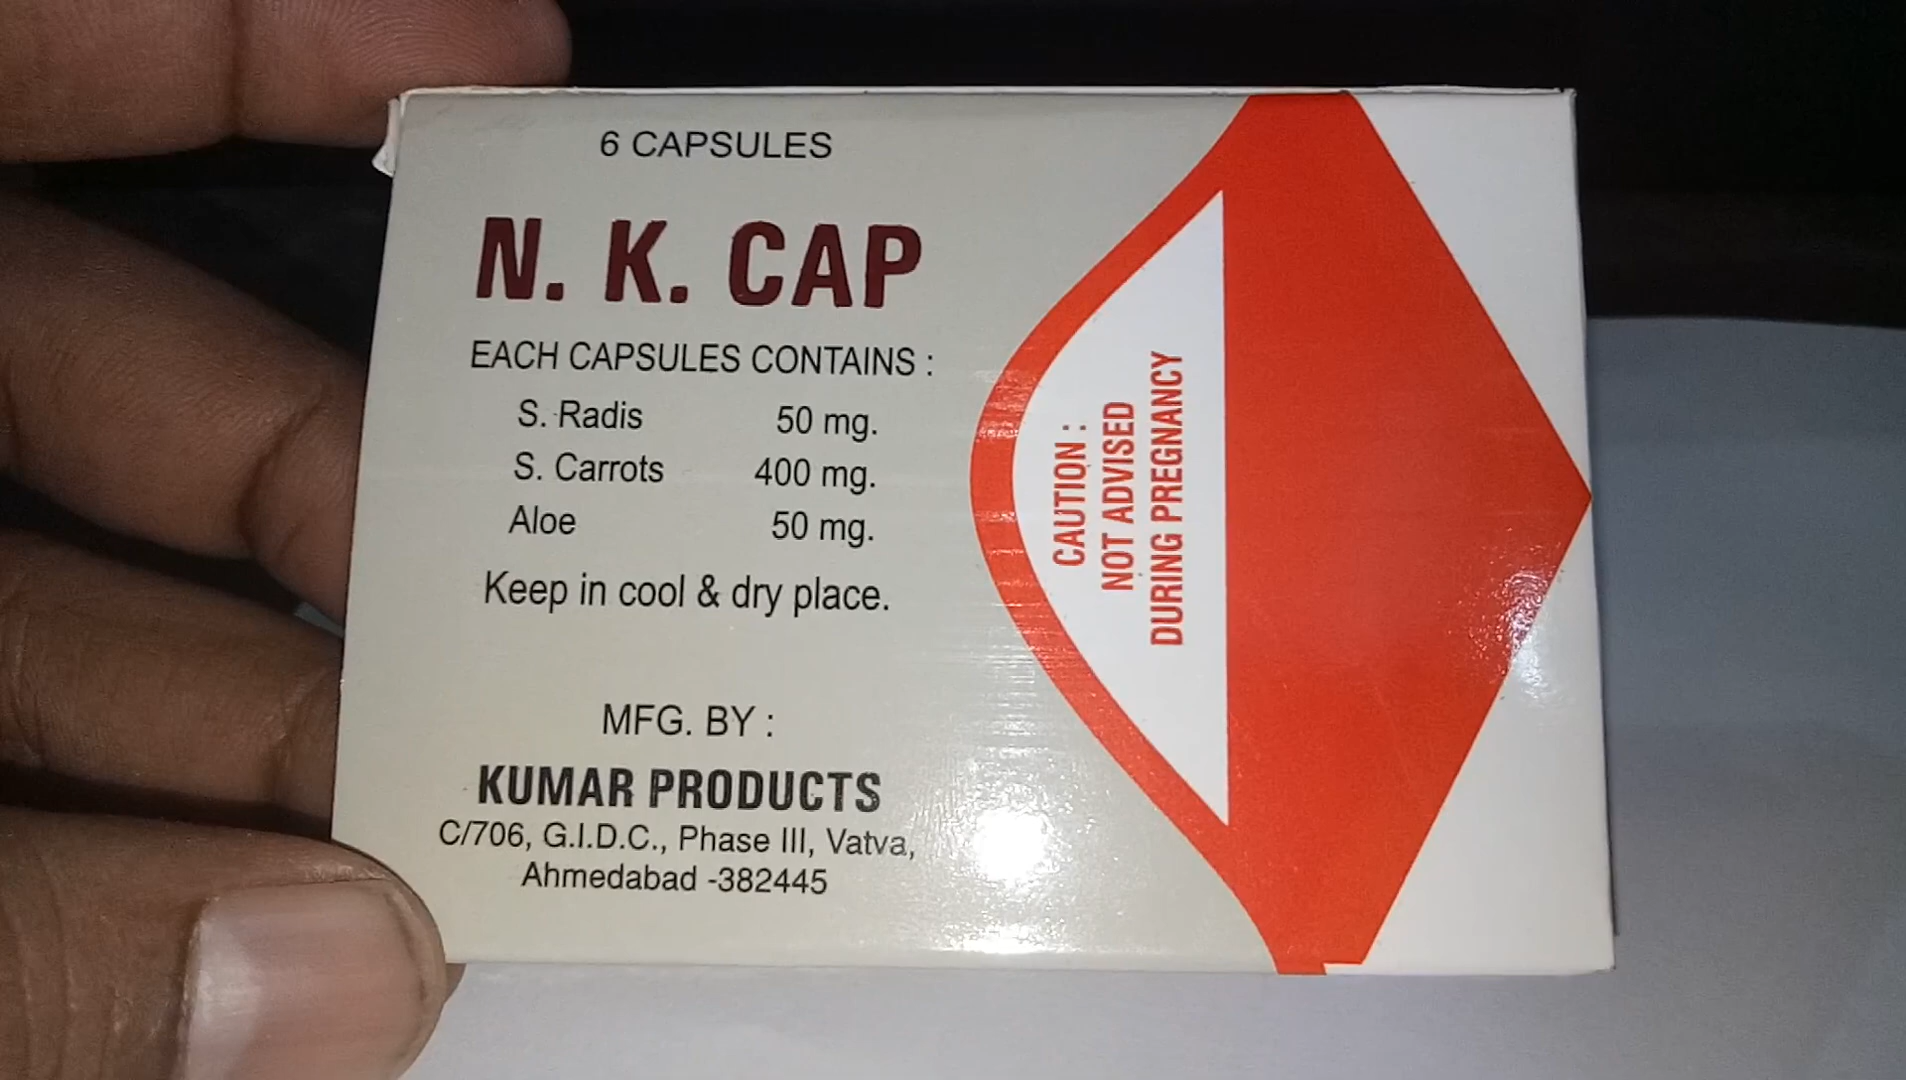 6 CAPSULES
N. K. CAP
EACH CAPSULES CONTAINS :
S. Radis 50 mg.
S. Carrots 400 mg.
Aloe 50 mg.
Keep in cool & dry place.
MFG. BY :
KUMAR PRODUCTS
C/706, G.I.D.C., Phase III, Vatva,
Ahmedabad -382445
CAUTION :
NOT ADVISED
DURING PREGNANCY